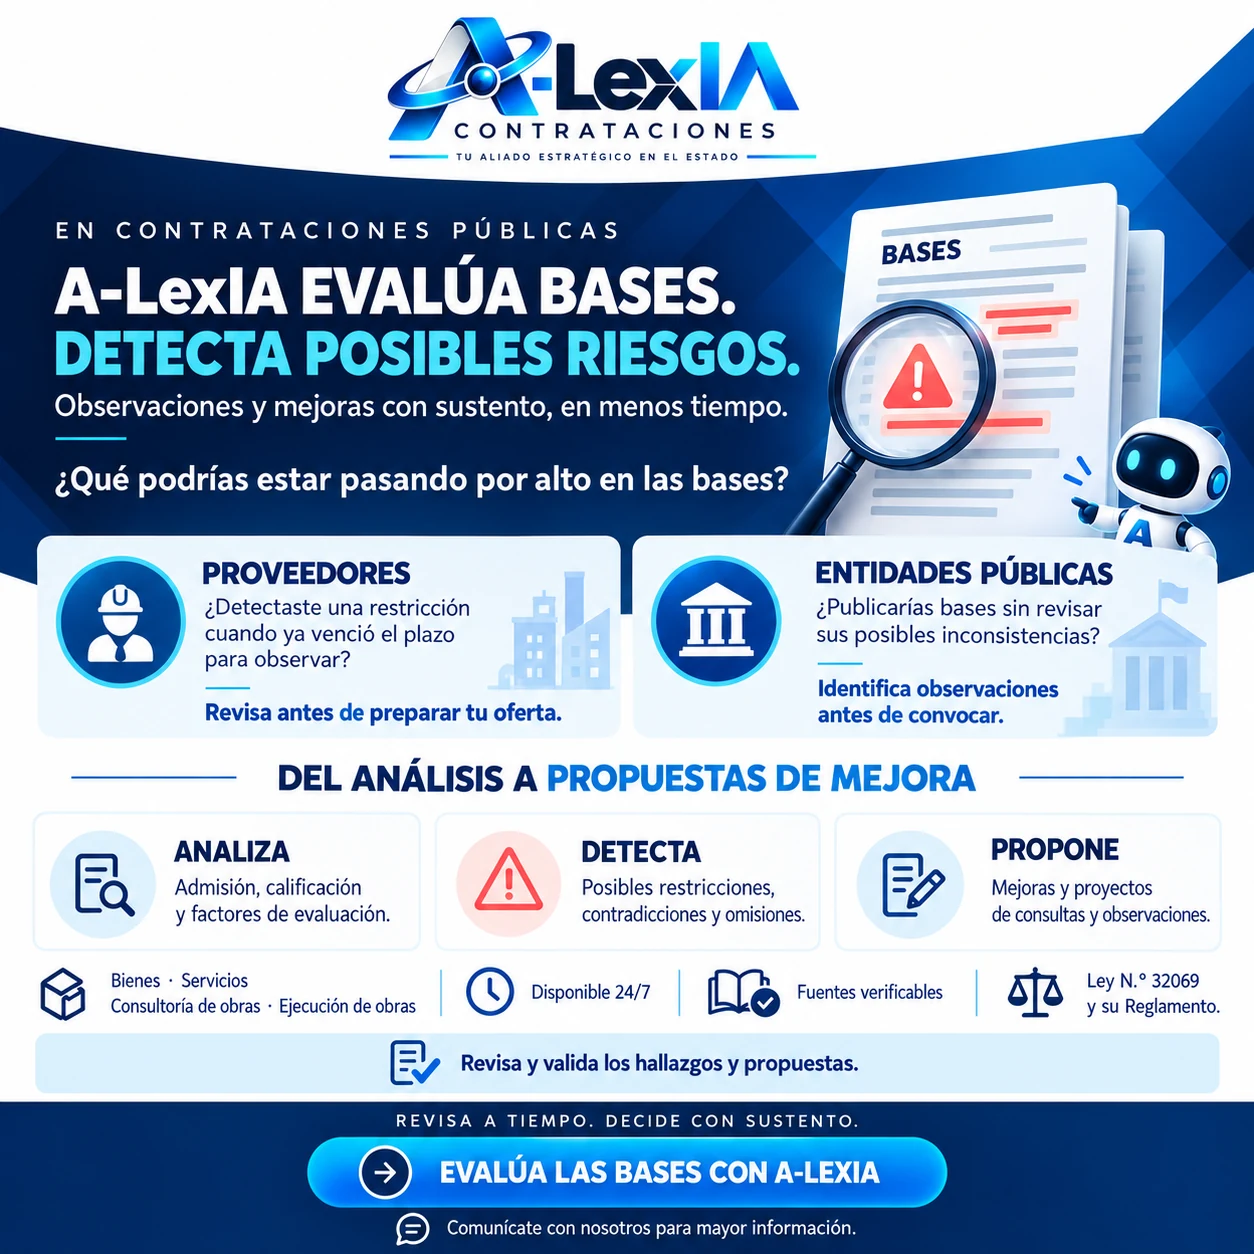 A-LexIA
CONTRATACIONES
TU ALIADO ESTRATÉGICO EN EL ESTADO
EN CONTRATACIONES PÚBLICAS
A-LexIA EVALÚA BASES.
DETECTA POSIBLES RIESGOS.
Observaciones y mejoras con sustento, en menos tiempo.
¿Qué podrías estar pasando por alto en las bases?
BASES
A
PROVEEDORES
¿Detectaste una restricción
cuando ya venció el plazo
para observar?
Revisa antes de preparar tu oferta.
ENTIDADES PÚBLICAS
¿Publicarías bases sin revisar
sus posibles inconsistencias?
Identifica observaciones
antes de convocar.
DEL ANÁLISIS A PROPUESTAS DE MEJORA
ANALIZA
Admisión, calificación
y factores de evaluación.
DETECTA
Posibles restricciones,
contradicciones y omisiones.
PROPONE
Mejoras y proyectos
de consultas y observaciones.
Bienes · Servicios
Consultoría de obras · Ejecución de obras
Disponible 24/7
Fuentes verificables
Ley N.° 32069
y su Reglamento.
Revisa y valida los hallazgos y propuestas.
REVISA A TIEMPO. DECIDE CON SUSTENTO.
EVALÚA LAS BASES CON A-LEXIA
Comunícate con nosotros para mayor información.